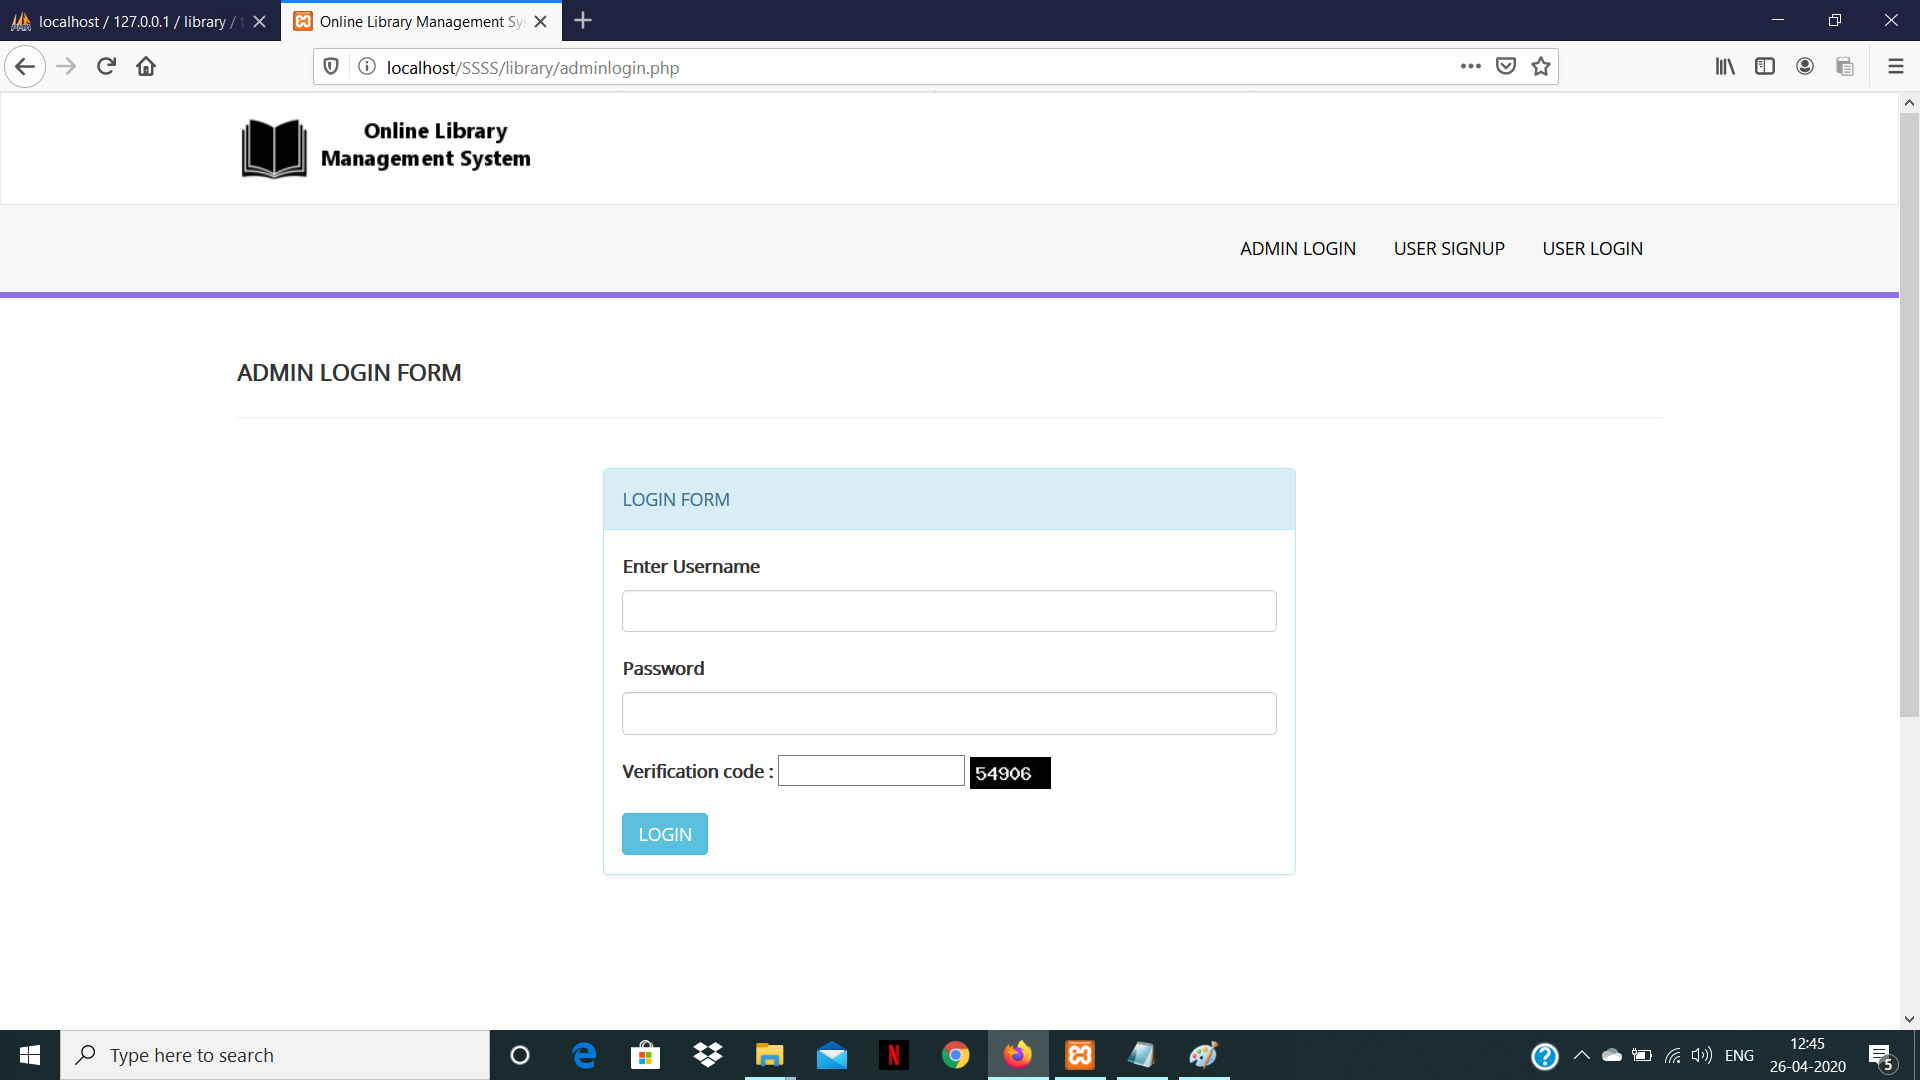 localhost / 127.0.0.1 / library /
Online Library Management Sys
localhost/SSSS/library/adminlogin.php
Online Library
Management System
ADMIN LOGIN
USER SIGNUP
USER LOGIN
ADMIN LOGIN FORM
LOGIN FORM
Enter Username
Password
Verification code :
54906
LOGIN
Type here to search
ENG
12:45
26-04-2020
5